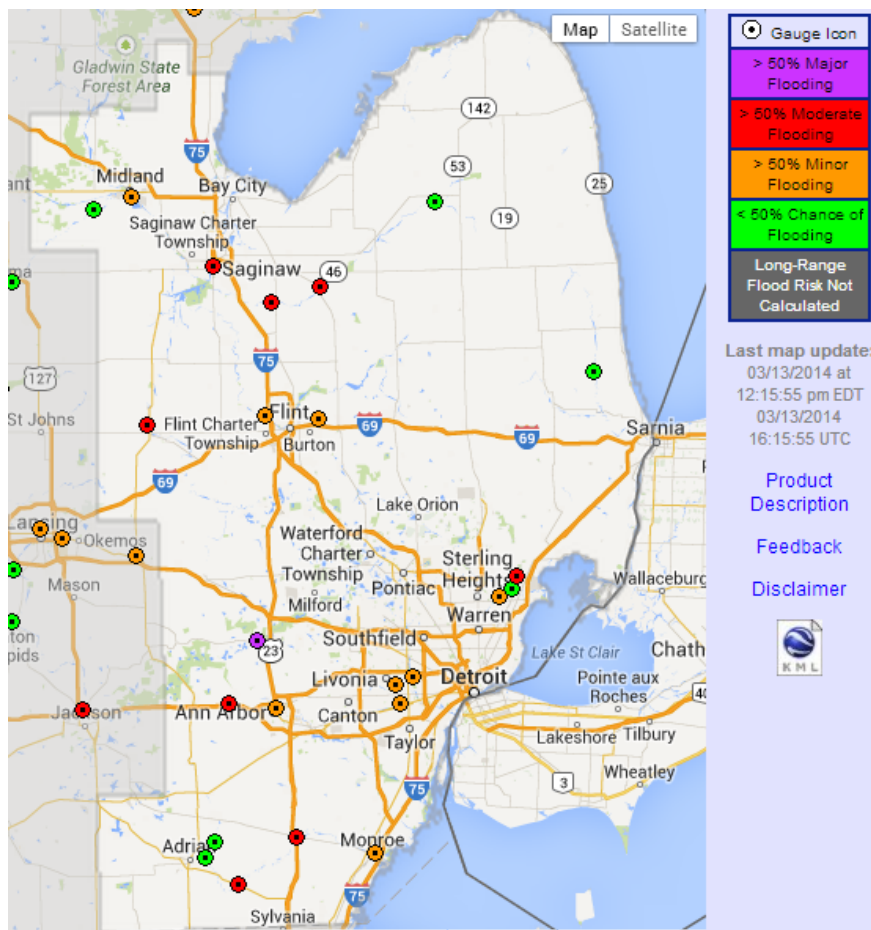 Map
Satellite
Gladwin State
Forest Area
142
75
53
25
Midland
Bay City
ant
19
Saginaw Charter
Township
Saginaw
46
ma
75
127
St Johns
Flint Charter
Township
Flint
Burton
69
69
Sarnia
69
Lansing
Okemos
Lake Orion
Waterford
Charter
Township
Sterling
Heights
Mason
Milford
Pontiac
Wallaceburg
Warren
ton
pids
23
Southfield
Lake St Clair
Chath
Livonia
Detroit
Pointe aux
Roches
40
Jackson
Ann Arbor
Canton
Taylor
Lakeshore
Tilbury
75
3
Wheatley
Adria
Monroe
75
Sylvania
Gauge Icon
> 50% Major
Flooding
> 50% Moderate
Flooding
> 50% Minor
Flooding
< 50% Chance of
Flooding
Long-Range
Flood Risk Not
Calculated
Last map update:
03/13/2014 at
12:15:55 pm EDT
03/13/2014
16:15:55 UTC
Product
Description
Feedback
Disclaimer
KML